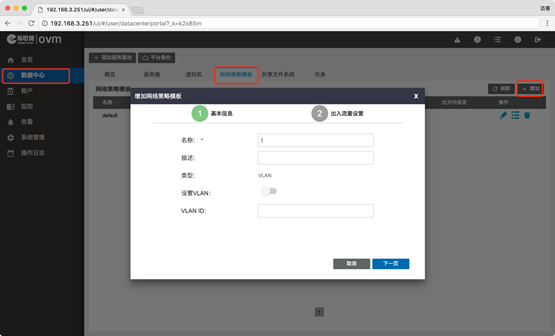 192.168.3.251/ui/#/user/datac
访客
192.168.3.251/ui/#/user/datacenterportal?_k=k2x85m
易思捷 ovm
总览
数据中心
账户
监控
告警
系统管理
操作日志
+ 增加服务器池
平台备份
概览
服务器
虚拟机
网络策略模板
共享文件系统
任务
网络策略模板
刷新
+ 增加
名称
出方向突发
操作
default
增加网络策略模板
X
1 基本信息
2 出入流量设置
名称: *
描述:
类型: VLAN
设置VLAN:
VLAN ID:
取消
下一页
1